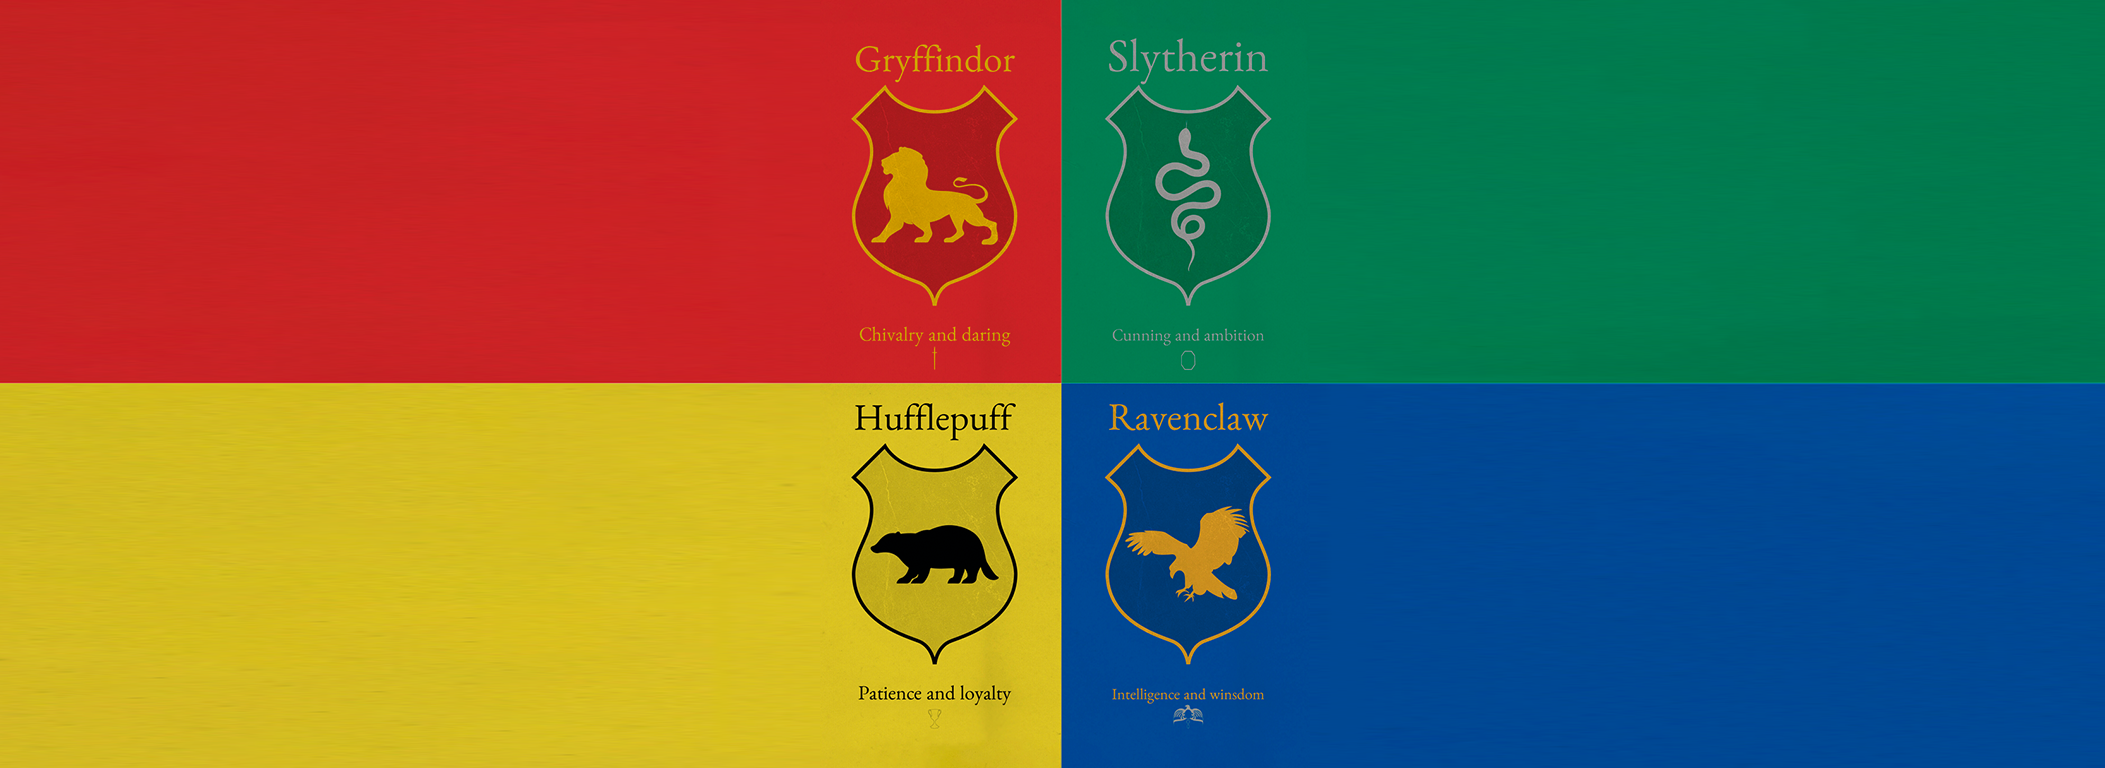 Gryffindor
Chivalry and daring
Slytherin
Cunning and ambition
Hufflepuff
Patience and loyalty
Ravenclaw
Intelligence and winsdom